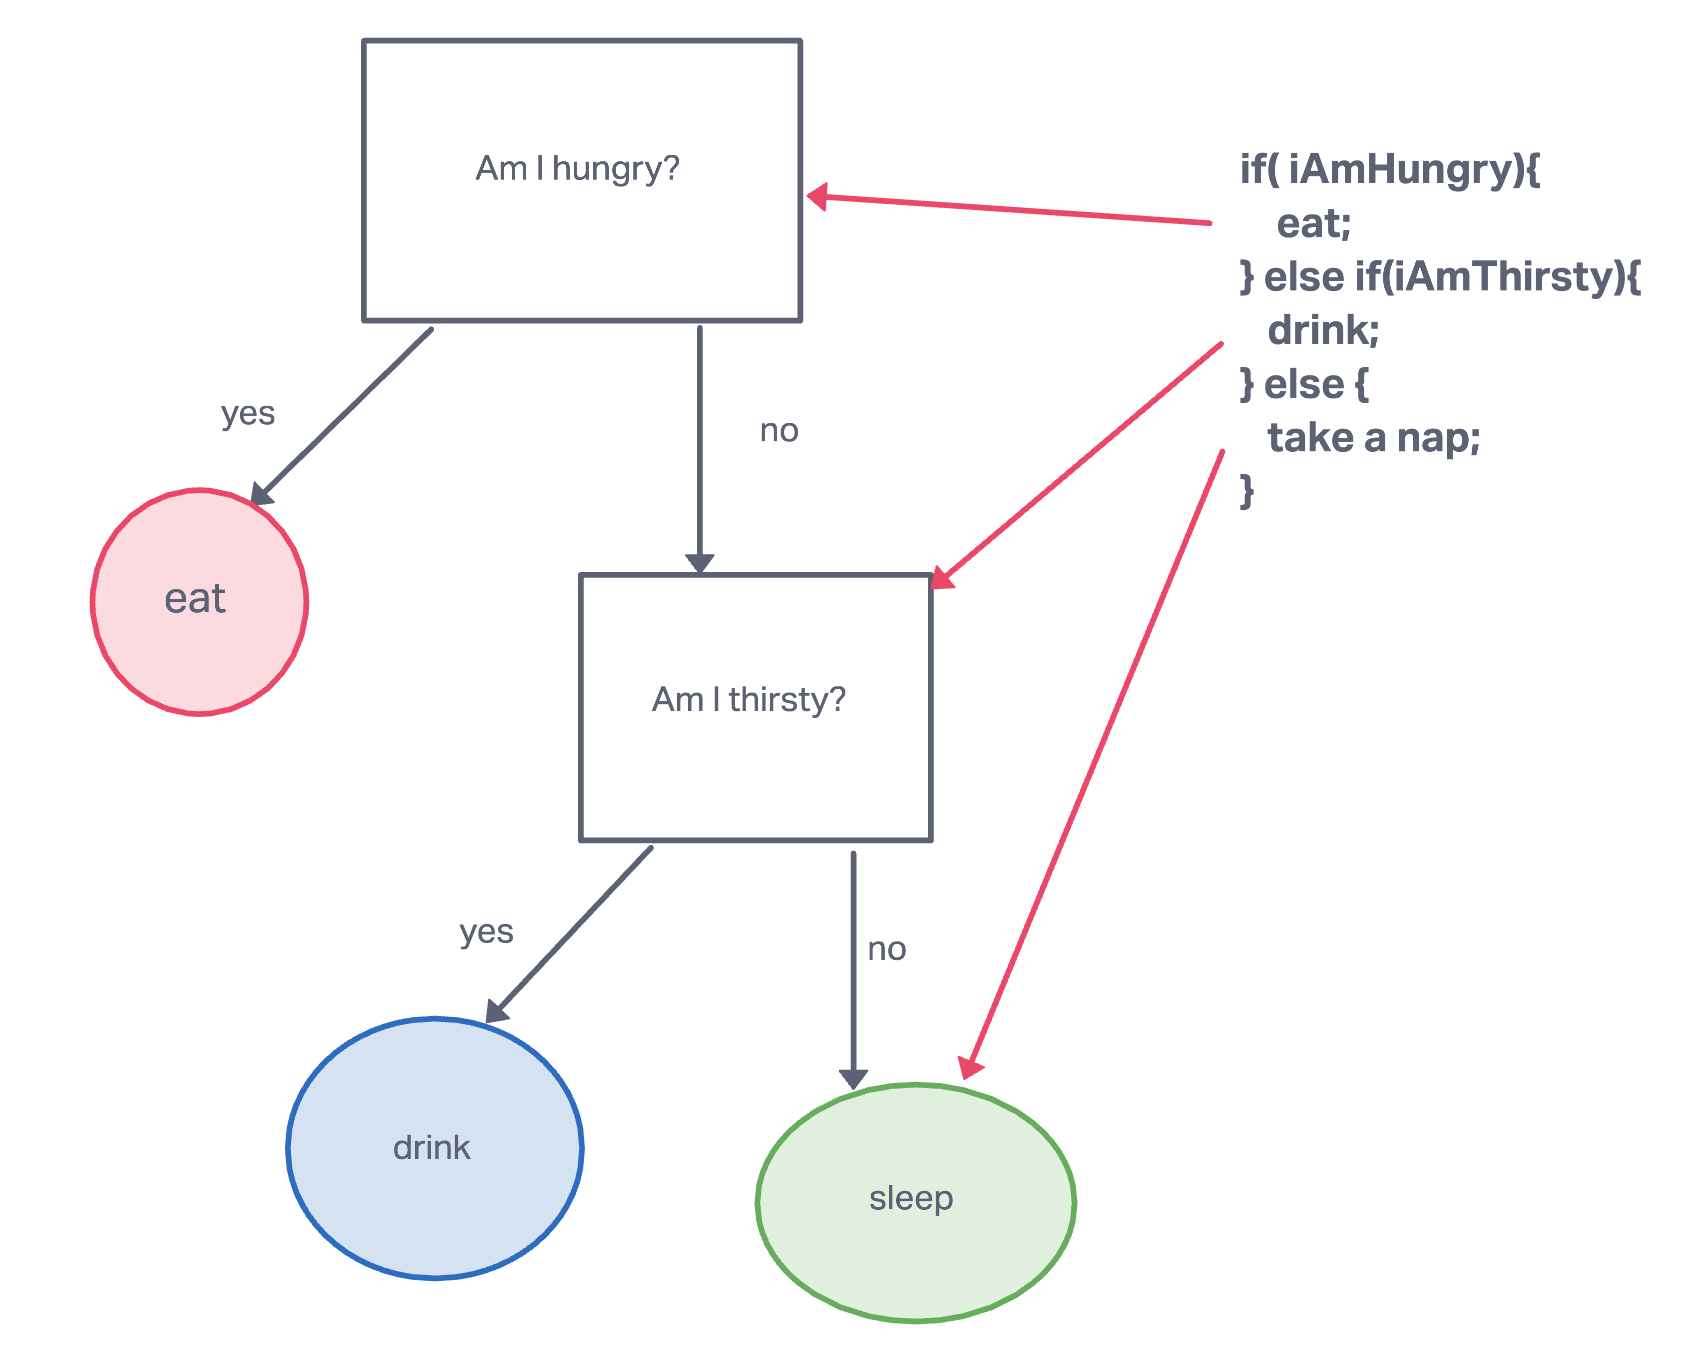 Am I hungry?
if( iAmHungry){
eat;
} else if(iAmThirsty){
drink;
} else {
take a nap;
}
yes
no
eat
Am I thirsty?
yes
no
drink
sleep